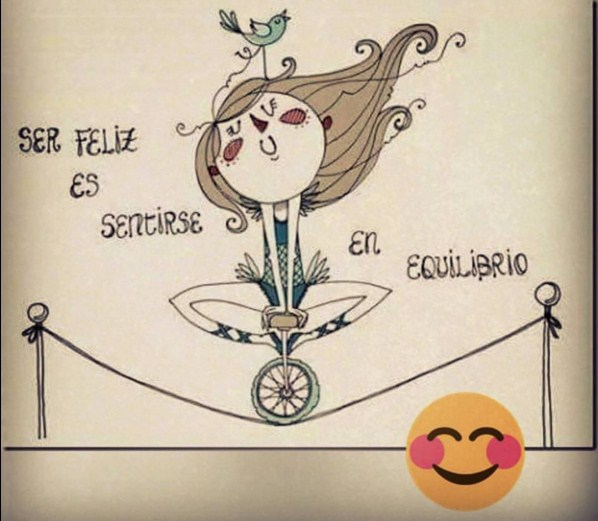 SER FELIZ
ES
SENTIRSE
EN
EQUILIBRIO